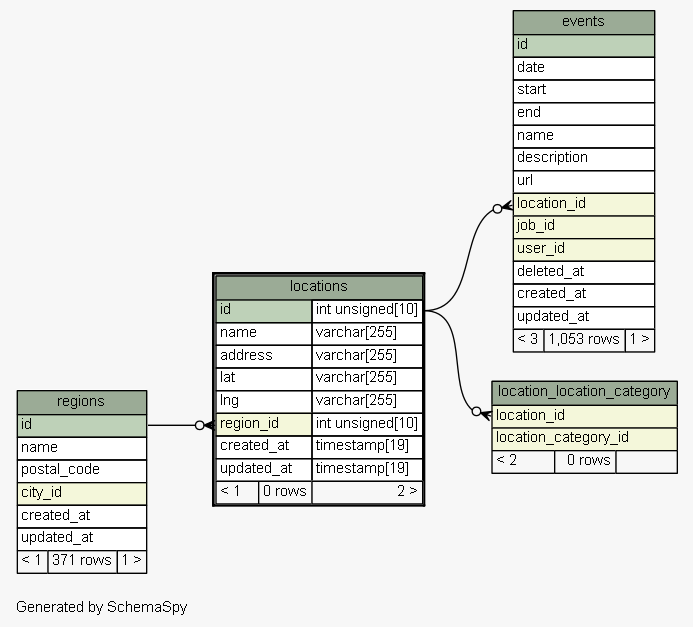 events
id
date
start
end
name
description
url
location_id
job_id
user_id
deleted_at
created_at
updated_at
< 3 1,053 rows 1 >
locations
id int unsigned[10]
name varchar[255]
address varchar[255]
lat varchar[255]
lng varchar[255]
region_id int unsigned[10]
created_at timestamp[19]
updated_at timestamp[19]
< 1 0 rows 2 >
location_location_category
location_id
location_category_id
< 2 0 rows
regions
id
name
postal_code
city_id
created_at
updated_at
< 1 371 rows 1 >
Generated by SchemaSpy